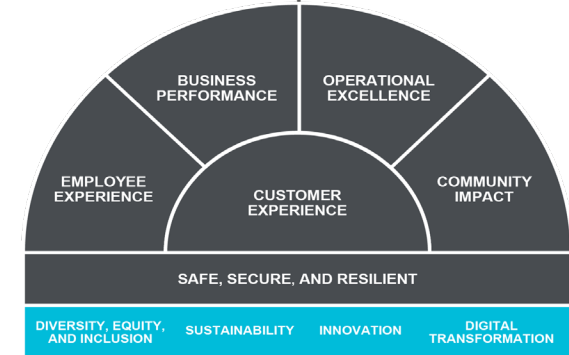 BUSINESS
PERFORMANCE
OPERATIONAL
EXCELLENCE
EMPLOYEE
EXPERIENCE
CUSTOMER
EXPERIENCE
COMMUNITY
IMPACT
SAFE, SECURE, AND RESILIENT
DIVERSITY, EQUITY,
AND INCLUSION
SUSTAINABILITY
INNOVATION
DIGITAL
TRANSFORMATION